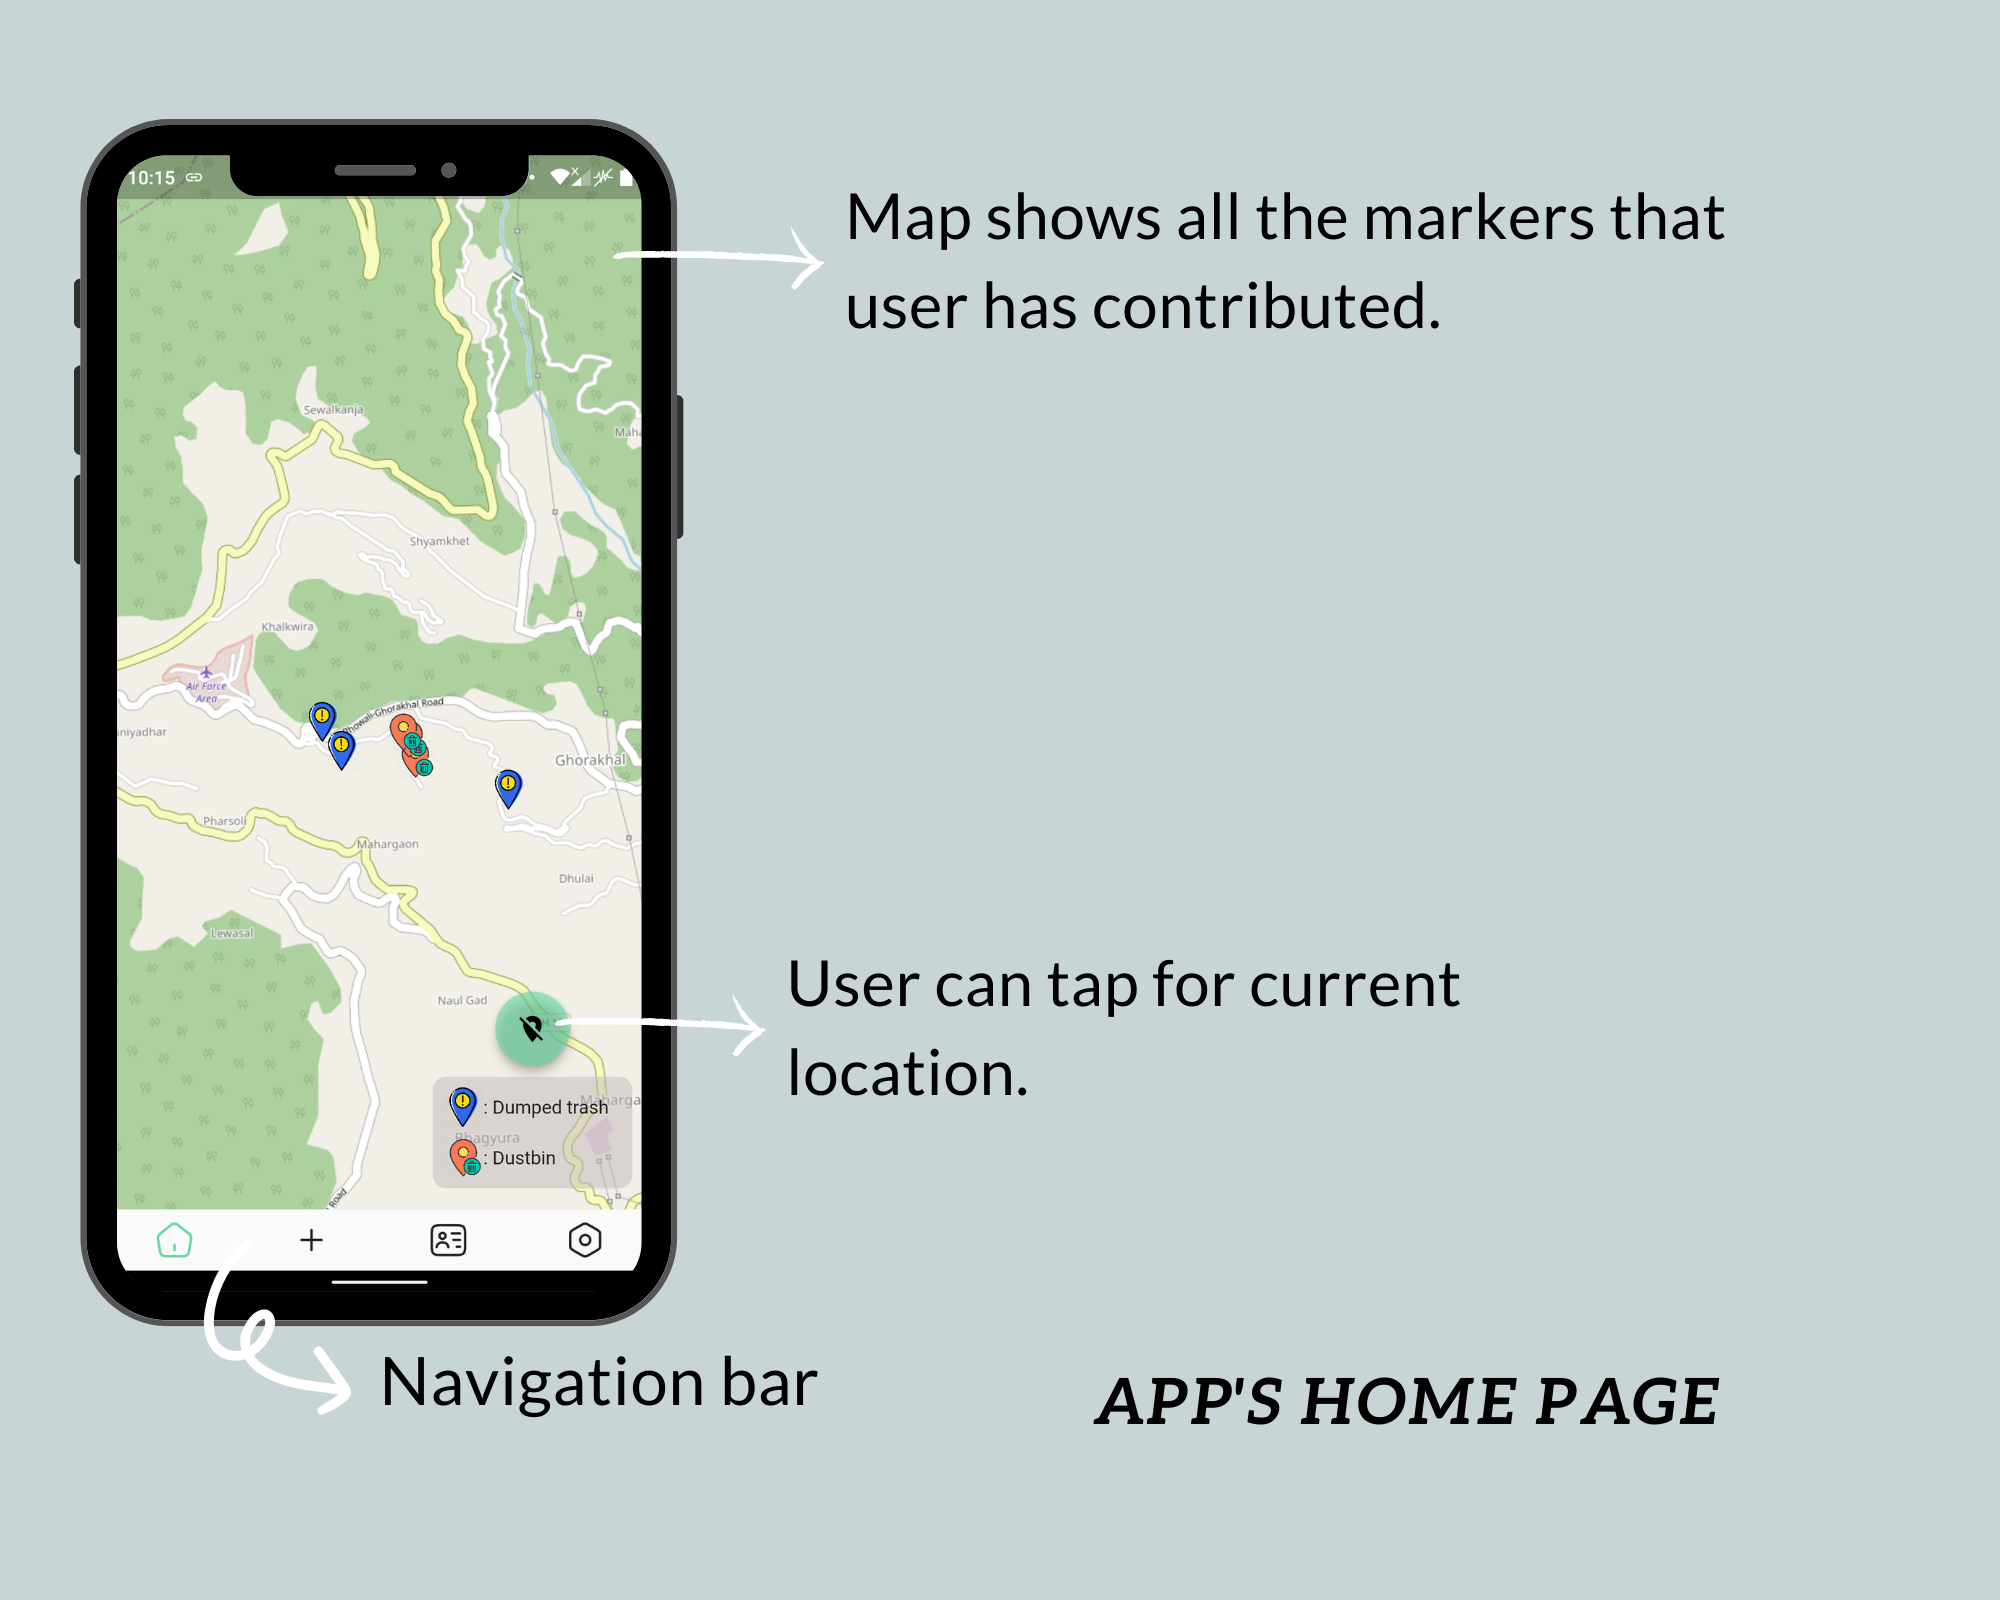 10:15
Map shows all the markers that
user has contributed.
Sewalkanja
Maha
Shyamkhet
Khalkwira
Air Force
Area
Bhowali-Ghorakhal Road
niyadhar
Ghorakhal
Pharsoli
Mahargaon
Dhulai
Lewasal
User can tap for current
location.
Naul Gad
Maharga
: Dumped trash
Bhagyura
: Dustbin
Road
Navigation bar
APP'S HOME PAGE